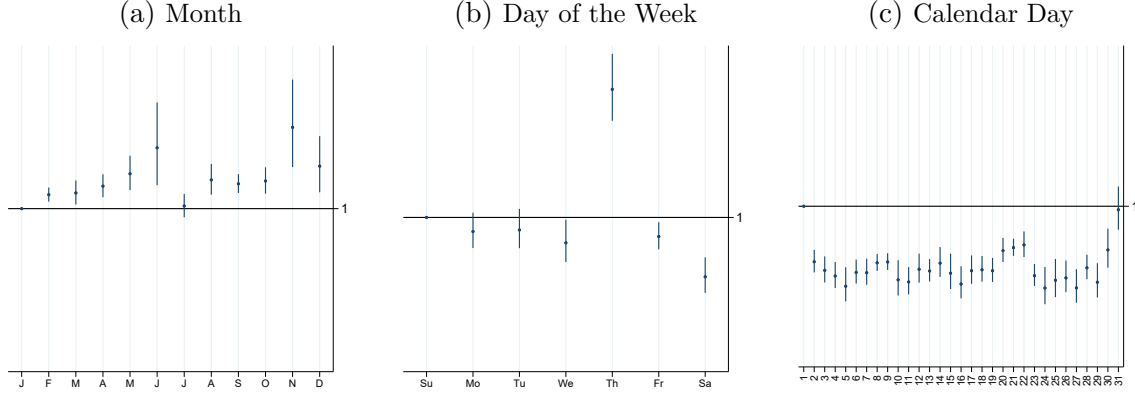 (a) Month
(b) Day of the Week
(c) Calendar Day
1
1
1
J F M A M J J A S O N D
Su Mo Tu We Th Fr Sa
1 2 3 4 5 6 7 8 9 10 11 12 13 14 15 16 17 18 19 20 21 22 23 24 25 26 27 28 29 30 31